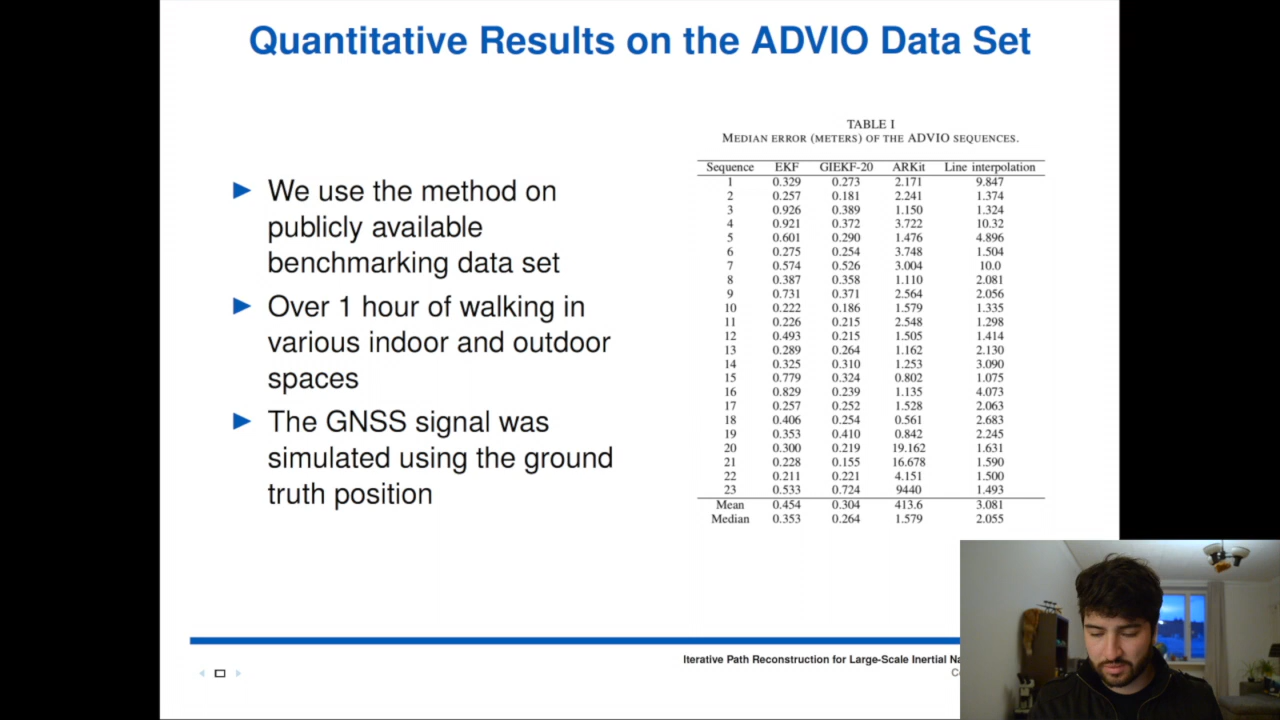 Quantitative Results on the ADVIO Data Set
We use the method on
publicly available
benchmarking data set
Over 1 hour of walking in
various indoor and outdoor
spaces
The GNSS signal was
simulated using the ground
truth position
TABLE I
MEDIAN ERROR (METERS) OF THE ADVIO SEQUENCES.
Sequence EKF GIEKF-20 ARKit Line interpolation
1 0.329 0.273 2.171 9.847
2 0.257 0.181 2.241 1.374
3 0.926 0.389 1.150 1.324
4 0.921 0.372 3.722 10.32
5 0.601 0.290 1.476 4.896
6 0.275 0.254 3.748 1.504
7 0.574 0.526 3.004 10.0
8 0.387 0.358 1.110 2.081
9 0.731 0.371 2.564 2.056
10 0.222 0.186 1.579 1.335
11 0.226 0.215 2.548 1.298
12 0.493 0.215 1.505 1.414
13 0.289 0.264 1.162 2.130
14 0.325 0.310 1.253 3.090
15 0.779 0.324 0.802 1.075
16 0.829 0.239 1.135 4.073
17 0.257 0.252 1.528 2.063
18 0.406 0.254 0.561 2.683
19 0.353 0.410 0.842 2.245
20 0.300 0.219 19.162 1.631
21 0.228 0.155 16.678 1.590
22 0.211 0.221 4.151 1.500
23 0.533 0.724 9440 1.493
Mean 0.454 0.304 413.6 3.081
Median 0.353 0.264 1.579 2.055
Iterative Path Reconstruction for Large-Scale Inertial